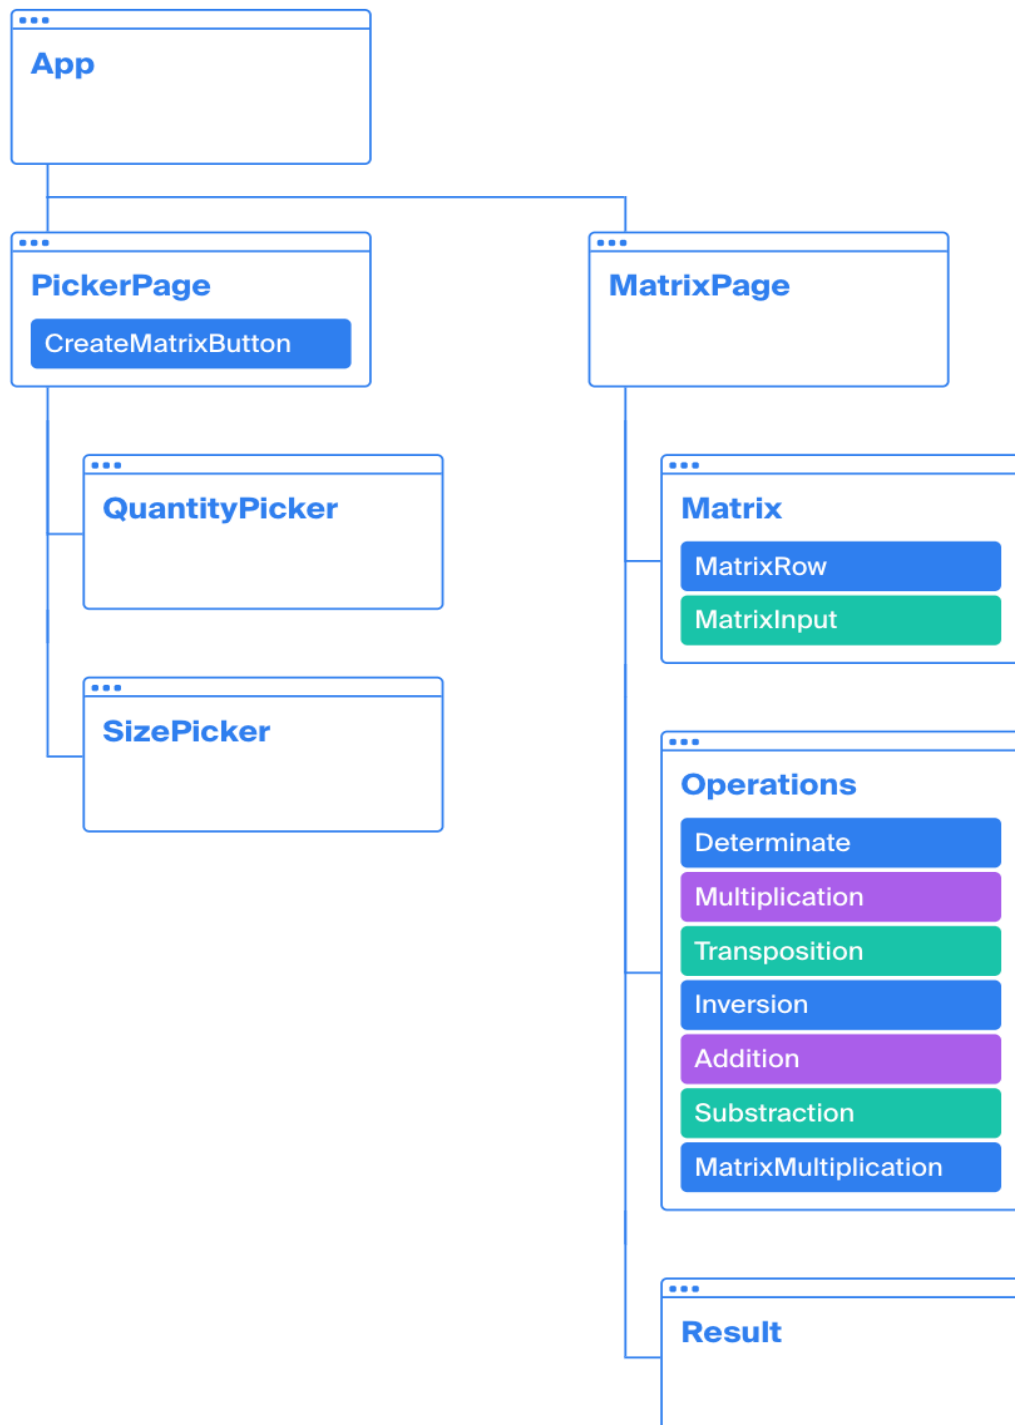 App
PickerPage
CreateMatrixButton
QuantityPicker
SizePicker
MatrixPage
Matrix
MatrixRow
MatrixInput
Operations
Determinate
Multiplication
Transposition
Inversion
Addition
Substraction
MatrixMultiplication
Result